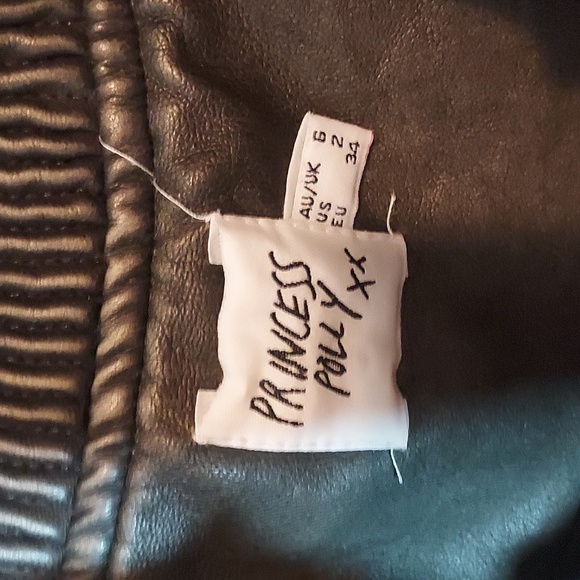 PRINCESS
POLLY
XX
AU/UK 6
US 2
EU 34